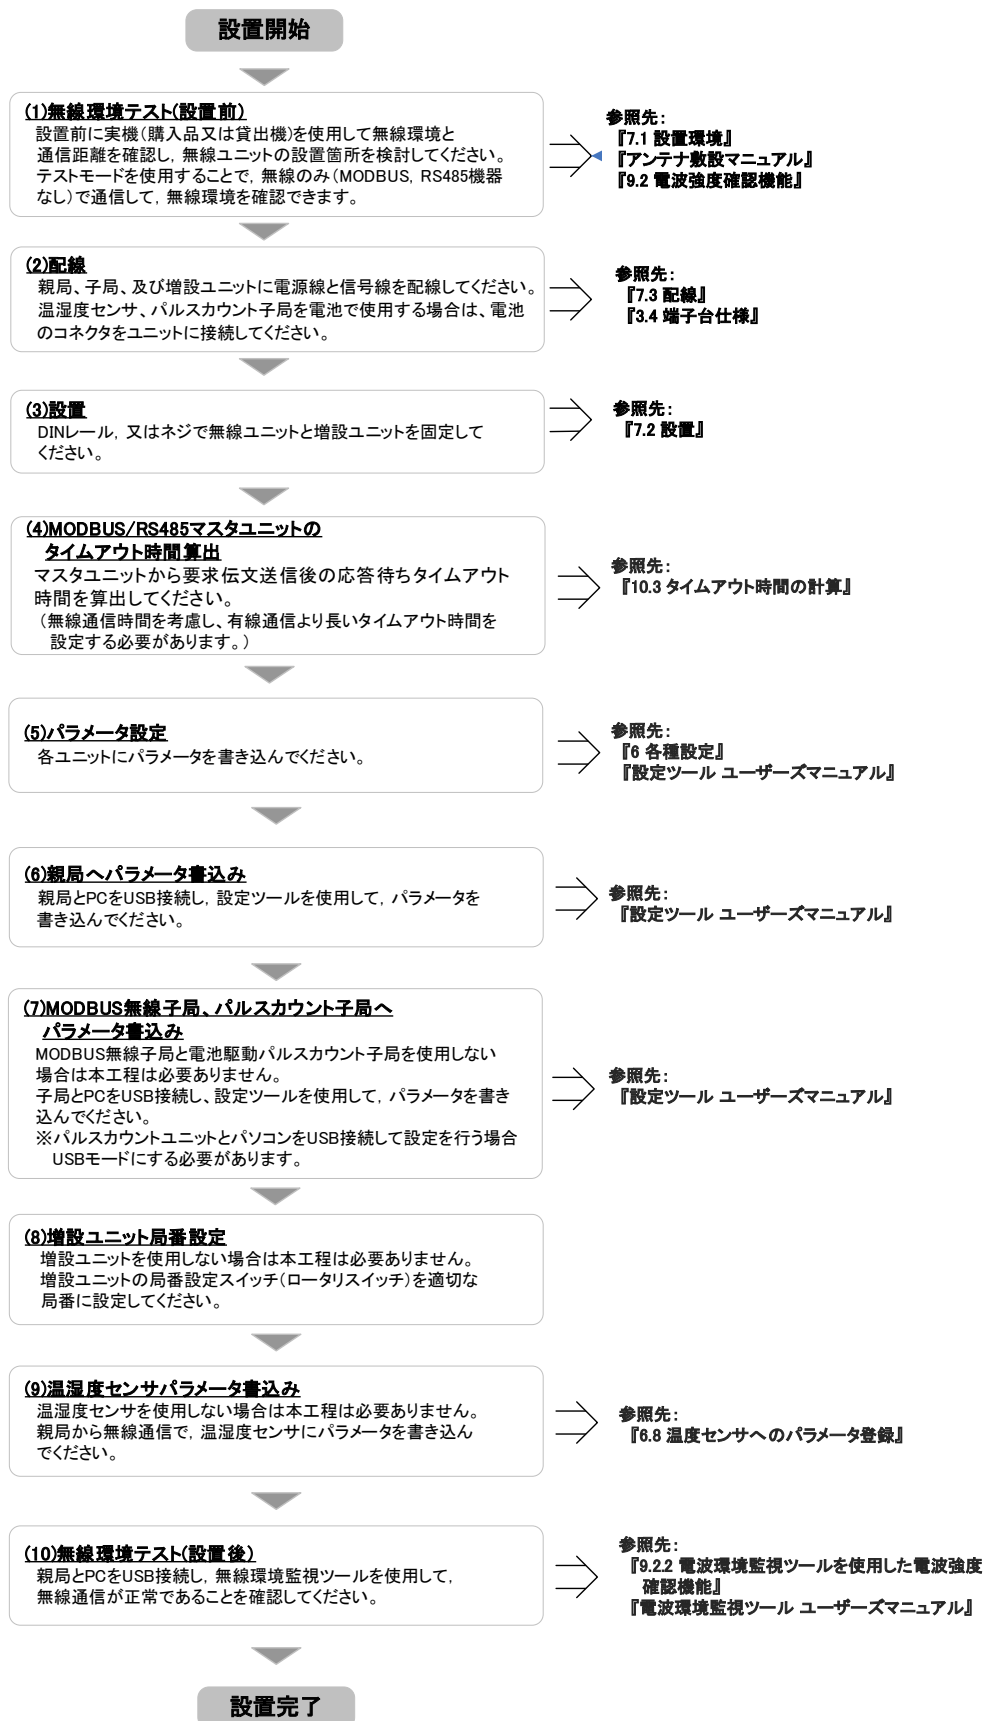 設置開始
(1)無線環境テスト(設置前)
設置前に実機(購入品又は貸出機)を使用して無線環境と
通信距離を確認し，無線ユニットの設置箇所を検討してください。
テストモードを使用することで，無線のみ(MODBUS，RS485機器
なし)で通信して，無線環境を確認できます。
参照先：
『7.1 設置環境』
『アンテナ敷設マニュアル』
『9.2 電波強度確認機能』
(2)配線
親局、子局、及び増設ユニットに電源線と信号線を配線してください。
温湿度センサ、パルスカウント子局を電池で使用する場合は、電池
のコネクタをユニットに接続してください。
参照先：
『7.3 配線』
『3.4 端子台仕様』
(3)設置
DINレール，又はネジで無線ユニットと増設ユニットを固定して
ください。
参照先：
『7.2 設置』
(4)MODBUS/RS485マスタユニットの
タイムアウト時間算出
マスタユニットから要求伝文送信後の応答待ちタイムアウト
時間を算出してください。
(無線通信時間を考慮し、有線通信より長いタイムアウト時間を
設定する必要があります。)
参照先：
『10.3 タイムアウト時間の計算』
(5)パラメータ設定
各ユニットにパラメータを書き込んでください。
参照先：
『6 各種設定』
『設定ツール ユーザーズマニュアル』
(6)親局へパラメータ書込み
親局とPCをUSB接続し，設定ツールを使用して，パラメータを
書き込んでください。
参照先：
『設定ツール ユーザーズマニュアル』
(7)MODBUS無線子局、パルスカウント子局へ
パラメータ書込み
MODBUS無線子局と電池駆動パルスカウント子局を使用しない
場合は本工程は必要ありません。
子局とPCをUSB接続し、設定ツールを使用して，パラメータを書き
込んでください。
※パルスカウントユニットとパソコンをUSB接続して設定を行う場合
USBモードにする必要があります。
参照先：
『設定ツール ユーザーズマニュアル』
(8)増設ユニット局番設定
増設ユニットを使用しない場合は本工程は必要ありません。
増設ユニットの局番設定スイッチ(ロータリスイッチ)を適切な
局番に設定してください。
(9)温湿度センサパラメータ書込み
温湿度センサを使用しない場合は本工程は必要ありません。
親局から無線通信で，温湿度センサにパラメータを書き込ん
でください。
参照先：
『6.8 温度センサへのパラメータ登録』
(10)無線環境テスト(設置後)
親局とPCをUSB接続し，無線環境監視ツールを使用して，
無線通信が正常であることを確認してください。
参照先：
『9.2.2 電波環境監視ツールを使用した電波強度
確認機能』
『電波環境監視ツール ユーザーズマニュアル』
設置完了